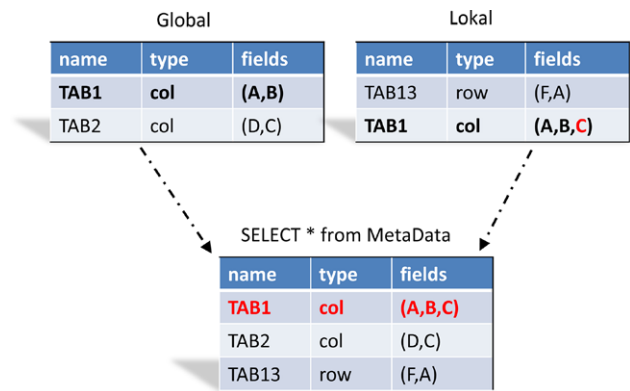 Global
name type fields
TAB1 col (A,B)
TAB2 col (D,C)
Lokal
name type fields
TAB13 row (F,A)
TAB1 col (A,B,C)
SELECT * from MetaData
name type fields
TAB1 col (A,B,C)
TAB2 col (D,C)
TAB13 row (F,A)